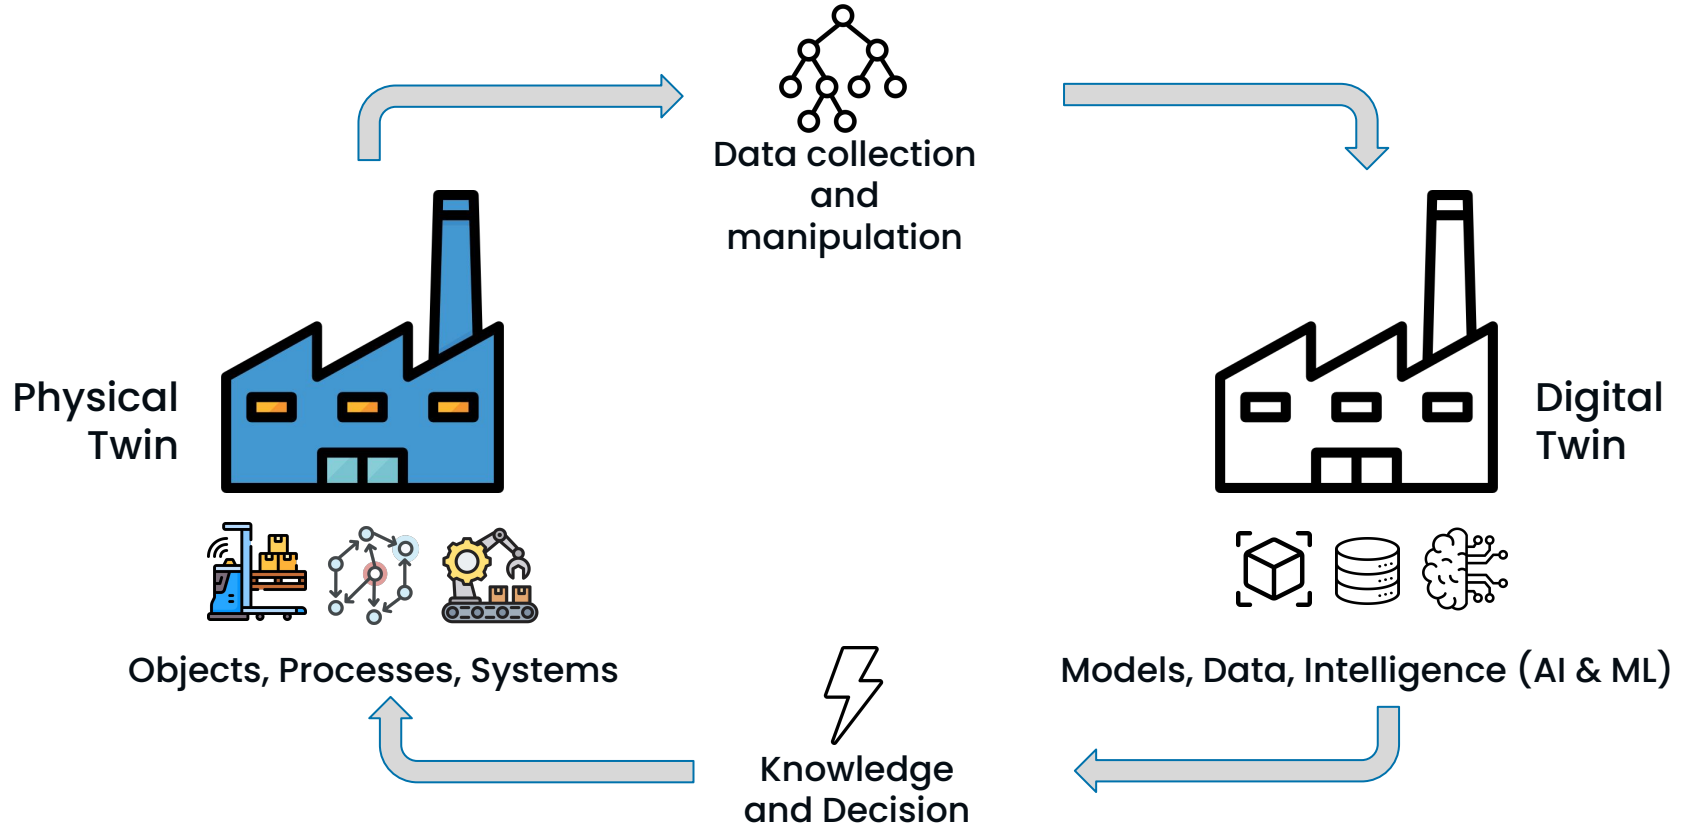 Data collection
and
manipulation
Physical
Twin
Digital
Twin
Objects, Processes, Systems
Models, Data, Intelligence (AI & ML)
Knowledge
and Decision